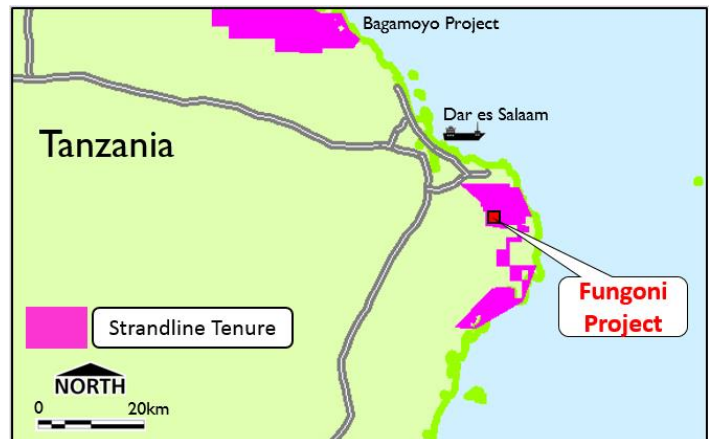 Bagamoyo Project
Dar es Salaam
Tanzania
Fungoni
Project
Strandline Tenure
NORTH
0 20km